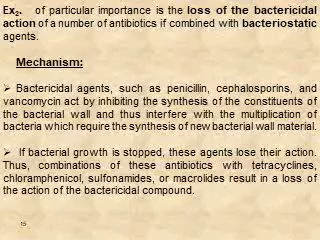 Ex2. of particular importance is the loss of the bactericidal
action of a number of antibiotics if combined with bacteriostatic
agents.
Mechanism:
➢ Bactericidal agents, such as penicillin, cephalosporins, and
vancomycin act by inhibiting the synthesis of the constituents of
the bacterial wall and thus interfere with the multiplication of
bacteria which require the synthesis of new bacterial wall material.
➢ If bacterial growth is stopped, these agents lose their action.
Thus, combinations of these antibiotics with tetracyclines,
chloramphenicol, sulfonamides, or macrolides result in a loss of
the action of the bactericidal compound.
15